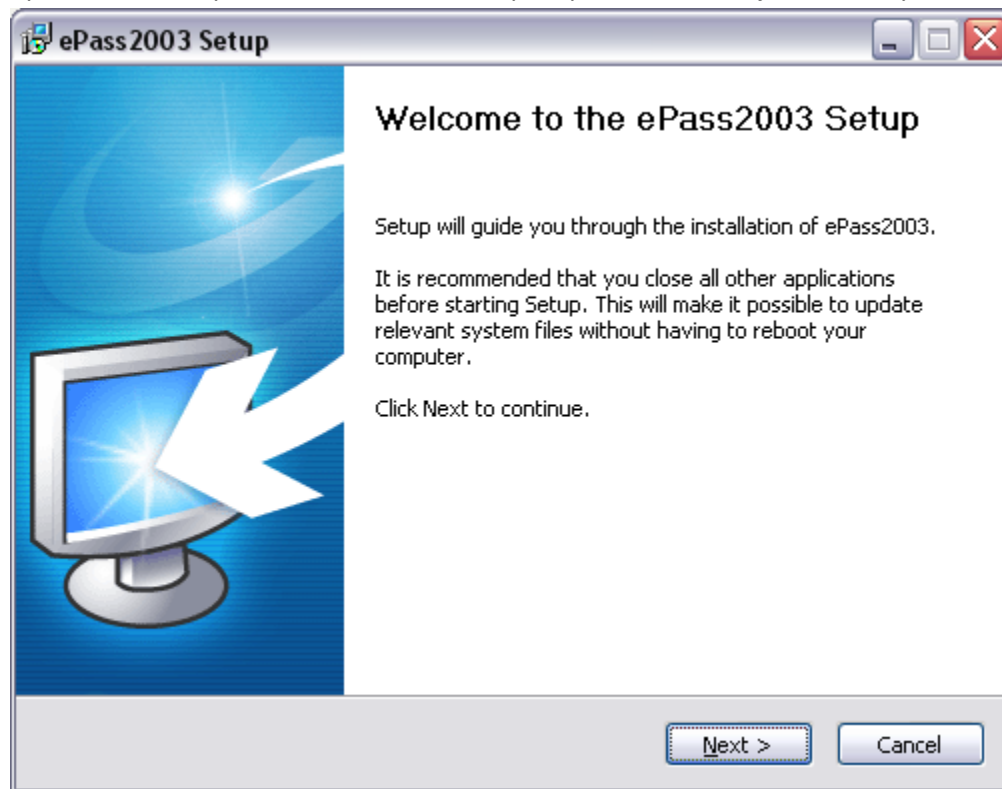 ePass2003 Setup
Welcome to the ePass2003 Setup
Setup will guide you through the installation of ePass2003.
It is recommended that you close all other applications
before starting Setup. This will make it possible to update
relevant system files without having to reboot your
computer.
Click Next to continue.
Next >
Cancel